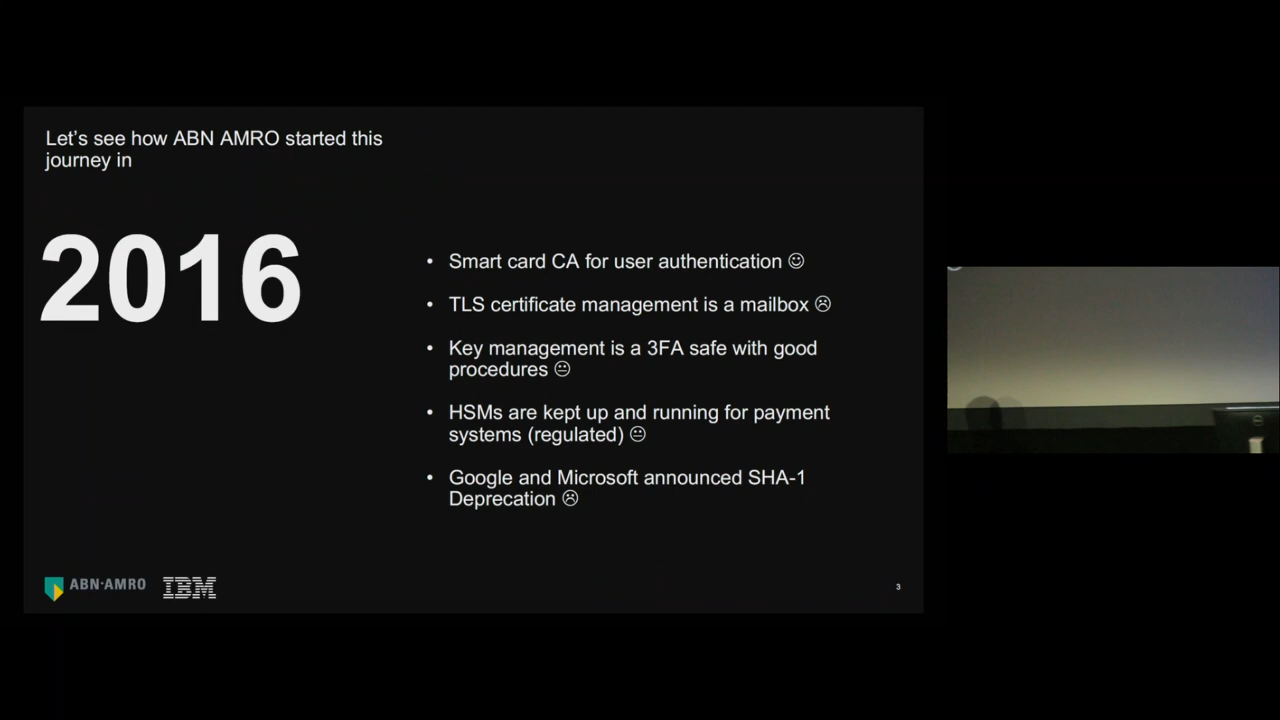 Let's see how ABN AMRO started this
journey in
2016
• Smart card CA for user authentication ☺
• TLS certificate management is a mailbox ☹
• Key management is a 3FA safe with good
procedures 😐
• HSMs are kept up and running for payment
systems (regulated) 😐
• Google and Microsoft announced SHA-1
Deprecation ☹
ABN·AMRO IBM
3